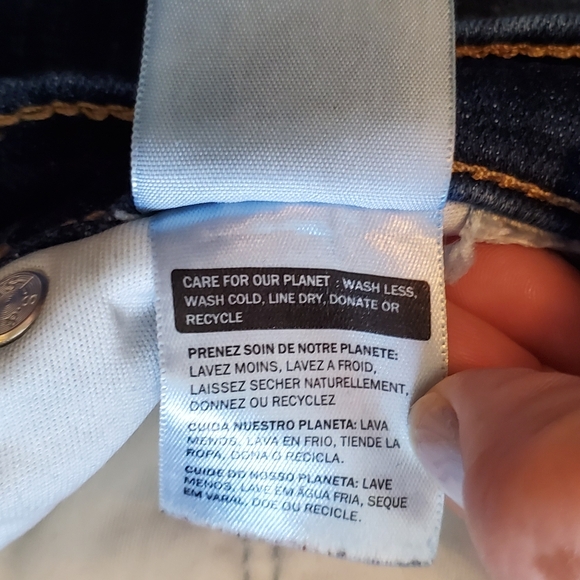 CARE FOR OUR PLANET : WASH LESS,
WASH COLD, LINE DRY, DONATE OR
RECYCLE
PRENEZ SOIN DE NOTRE PLANETE:
LAVEZ MOINS, LAVEZ A FROID,
LAISSEZ SECHER NATURELLEMENT,
DONNEZ OU RECYCLEZ
CUIDA NUESTRO PLANETA: LAVA
MENOS, LAVA EN FRIO, TIENDE LA
ROPA, DONA O RECICLA.
CUIDE DO NOSSO PLANETA: LAVE
MENOS, LAVE EM ÁGUA FRIA, SEQUE
EM VARAL, DOE OU RECICLE.